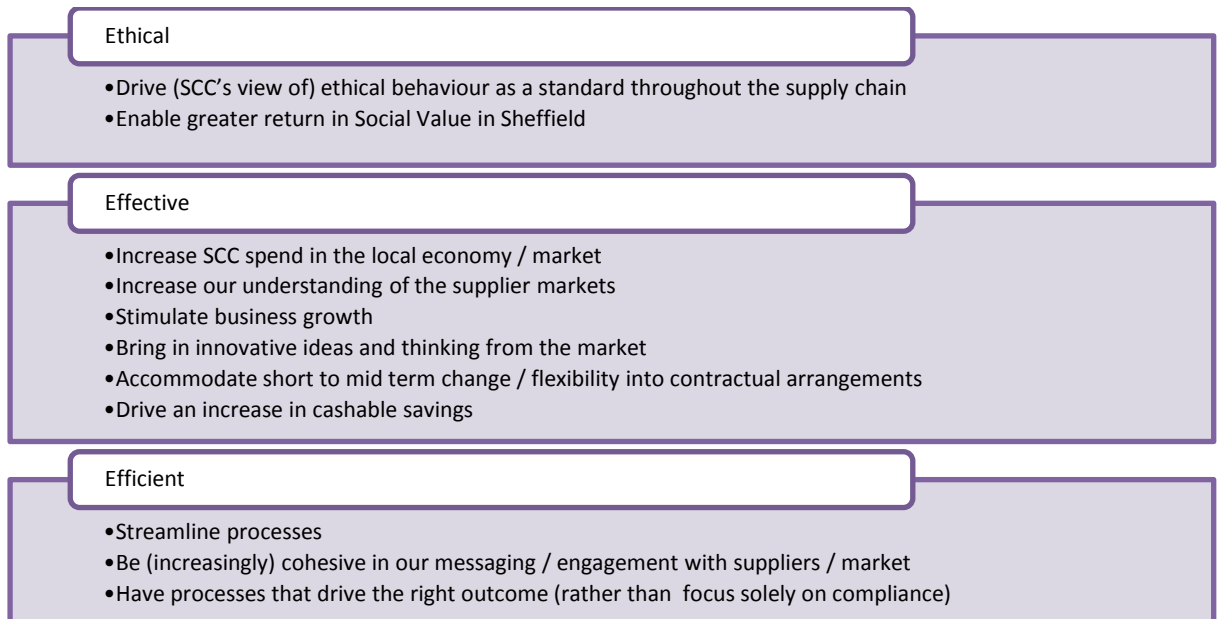 Ethical
•Drive (SCC’s view of) ethical behaviour as a standard throughout the supply chain
•Enable greater return in Social Value in Sheffield
Effective
•Increase SCC spend in the local economy / market
•Increase our understanding of the supplier markets
•Stimulate business growth
•Bring in innovative ideas and thinking from the market
•Accommodate short to mid term change / flexibility into contractual arrangements
•Drive an increase in cashable savings
Efficient
•Streamline processes
•Be (increasingly) cohesive in our messaging / engagement with suppliers / market
•Have processes that drive the right outcome (rather than  focus solely on compliance)